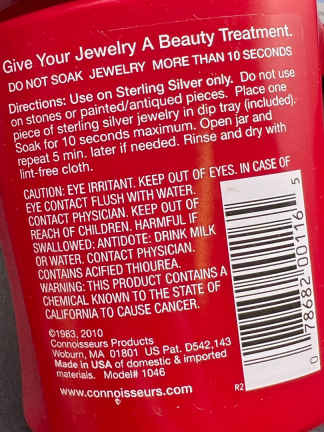 Give Your Jewelry A Beauty Treatment.
DO NOT SOAK JEWELRY MORE THAN 10 SECONDS
Directions: Use on Sterling Silver only. Do not use
on stones or painted/antiqued pieces. Place one
piece of sterling silver jewelry in dip tray (included).
Soak for 10 seconds maximum. Open jar and
repeat 5 min. later if needed. Rinse and dry with
lint-free cloth.
CAUTION: EYE IRRITANT. KEEP OUT OF EYES. IN CASE OF
EYE CONTACT FLUSH WITH WATER.
CONTACT PHYSICIAN. KEEP OUT OF
REACH OF CHILDREN. HARMFUL IF
SWALLOWED: ANTIDOTE: DRINK MILK
OR WATER. CONTACT PHYSICIAN.
CONTAINS ACIFIED THIOUREA.
WARNING: THIS PRODUCT CONTAINS A
CHEMICAL KNOWN TO THE STATE OF
CALIFORNIA TO CAUSE CANCER.
©1983, 2010
Connoisseurs Products
Woburn, MA 01801 US Pat. D542,143
Made in USA of domestic & imported
materials. Model# 1046
www.connoisseurs.com
R2
0 78682 00116 5